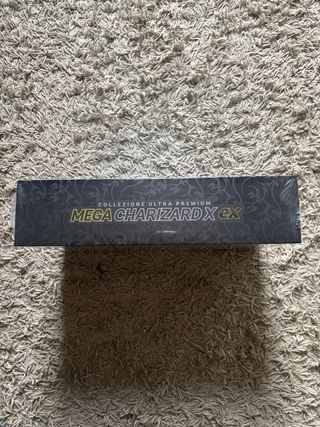 COLLEZIONE ULTRA PREMIUM
MEGA CHARIZARD X ex